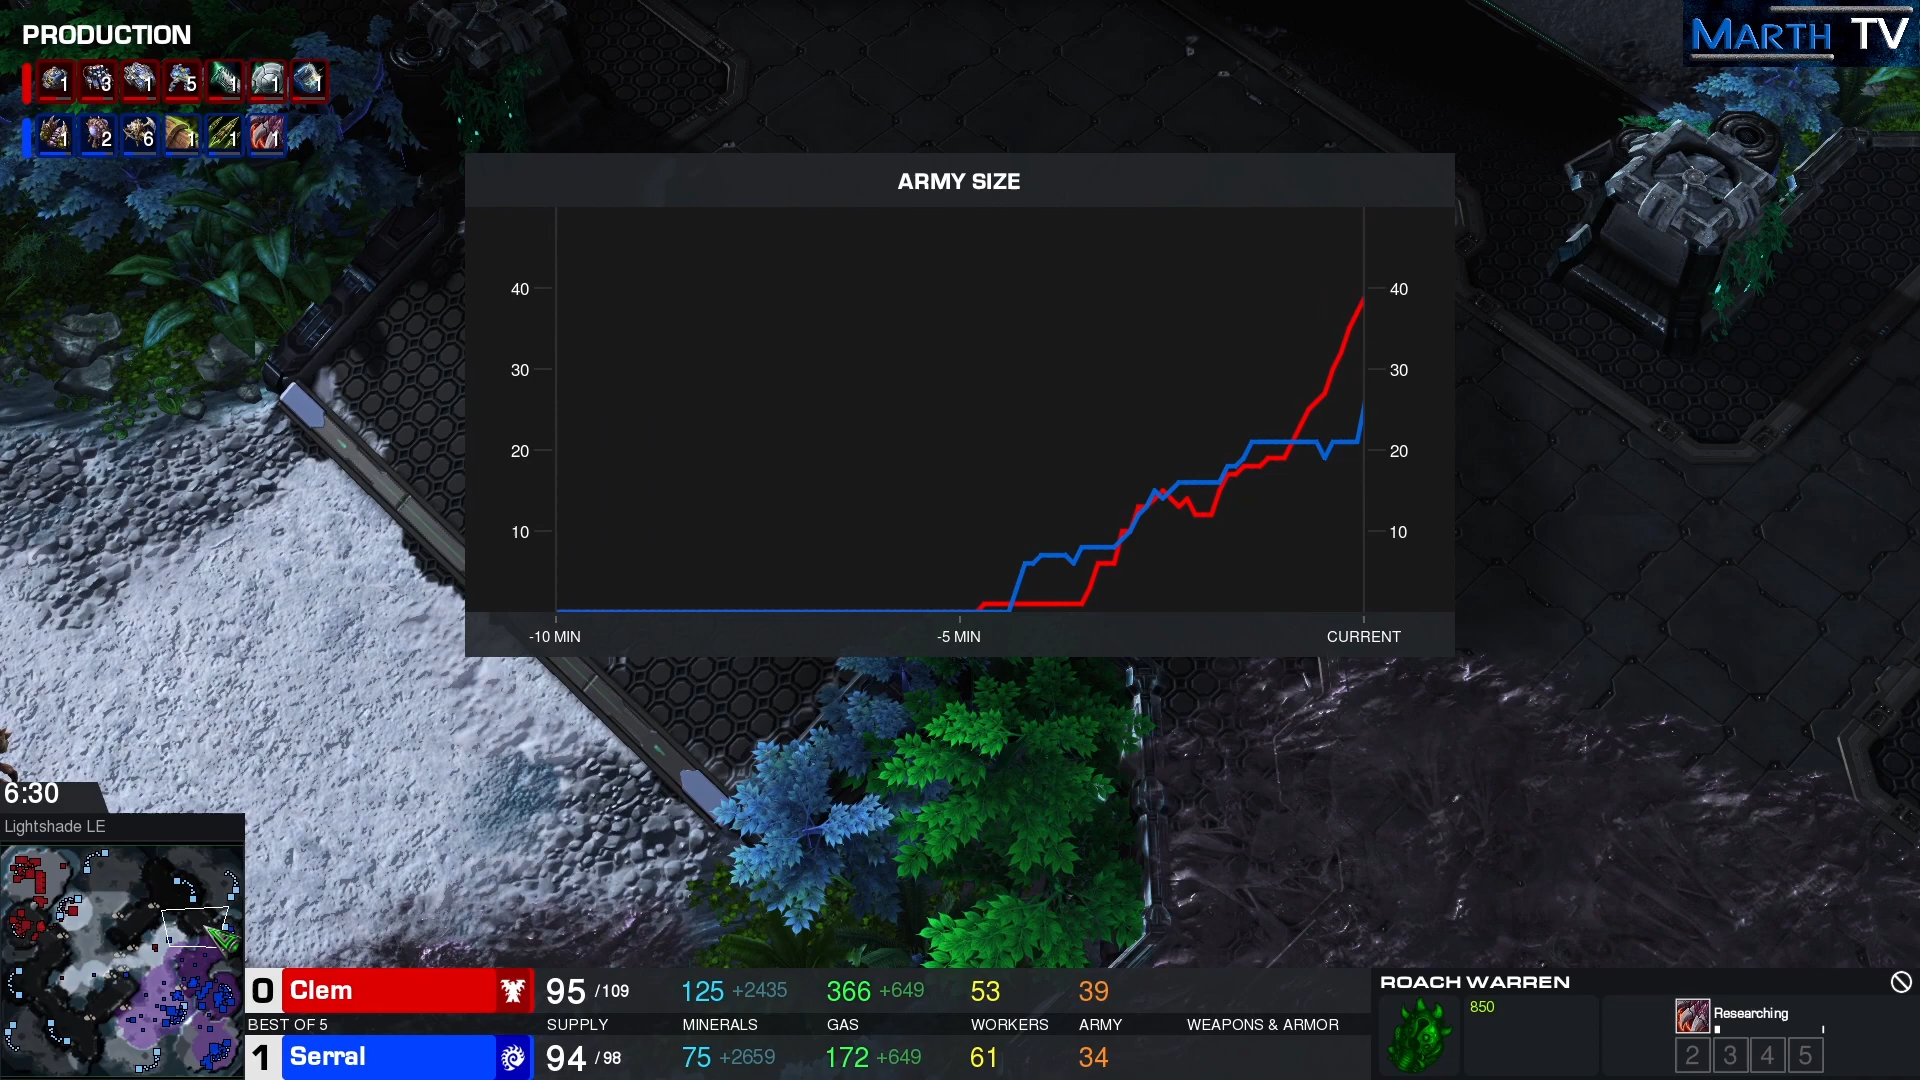 PRODUCTION
MARTH TV
1 3 1 5 1 1 1
1 2 6 1 1 1
ARMY SIZE
40 40
30 30
20 20
10 10
-10 MIN -5 MIN CURRENT
6:30
Lightshade LE
0 Clem 95 /109 125 +2435 366 +649 53 39
BEST OF 5 SUPPLY MINERALS GAS WORKERS ARMY WEAPONS & ARMOR
1 Serral 94 / 98 75 +2659 172 +649 61 34
ROACH WARREN
850
Researching
2 3 4 5